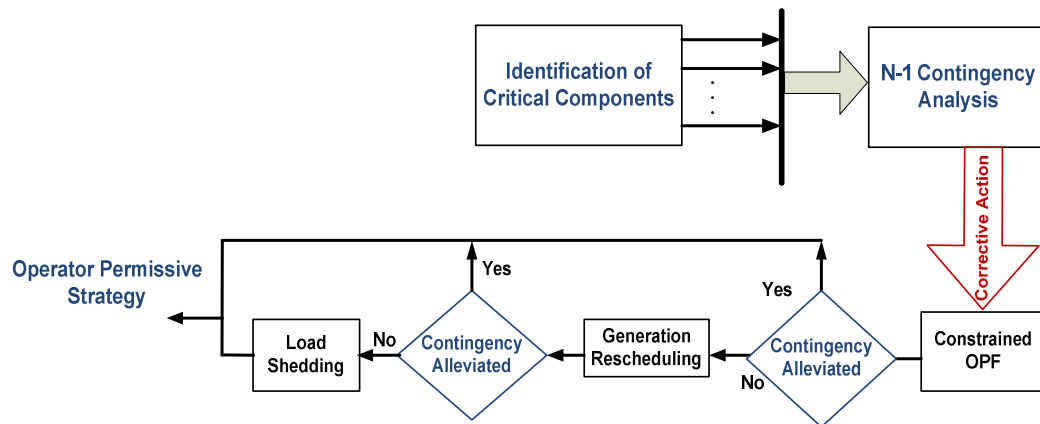 Identification of
Critical Components
N-1 Contingency
Analysis
Corrective Action
Operator Permissive
Strategy
Yes
Yes
Load
Shedding
No
Contingency
Alleviated
Generation
Rescheduling
No
Contingency
Alleviated
Constrained
OPF